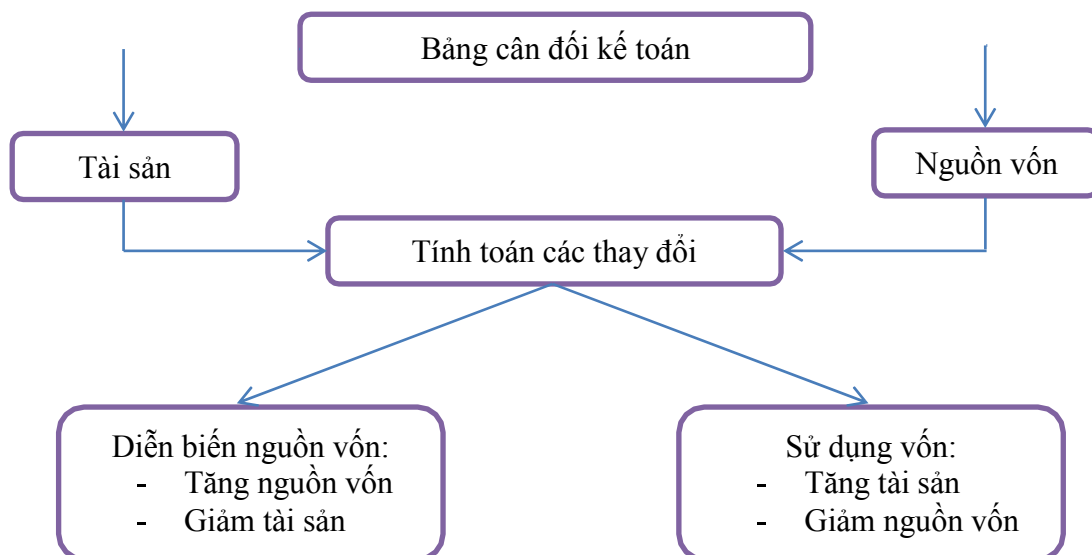 Bảng cân đối kế toán
Tài sản
Nguồn vốn
Tính toán các thay đổi
Diễn biến nguồn vốn:
- Tăng nguồn vốn
- Giảm tài sản
Sử dụng vốn:
- Tăng tài sản
- Giảm nguồn vốn